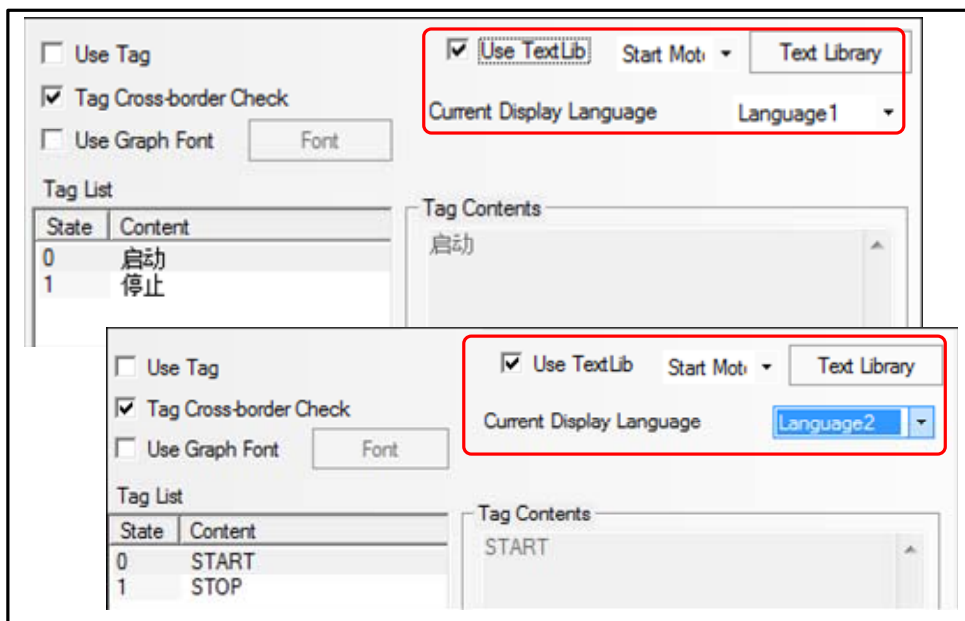 Use Tag
Use TextLib Start Mot Text Library
Tag Cross-border Check
Current Display Language Language1
Use Graph Font Font
Tag List
Tag Contents
State Content
启动
0 启动
1 停止
Use Tag
Use TextLib Start Mot Text Library
Tag Cross-border Check
Current Display Language Language2
Use Graph Font Font
Tag List
Tag Contents
State Content
START
0 START
1 STOP